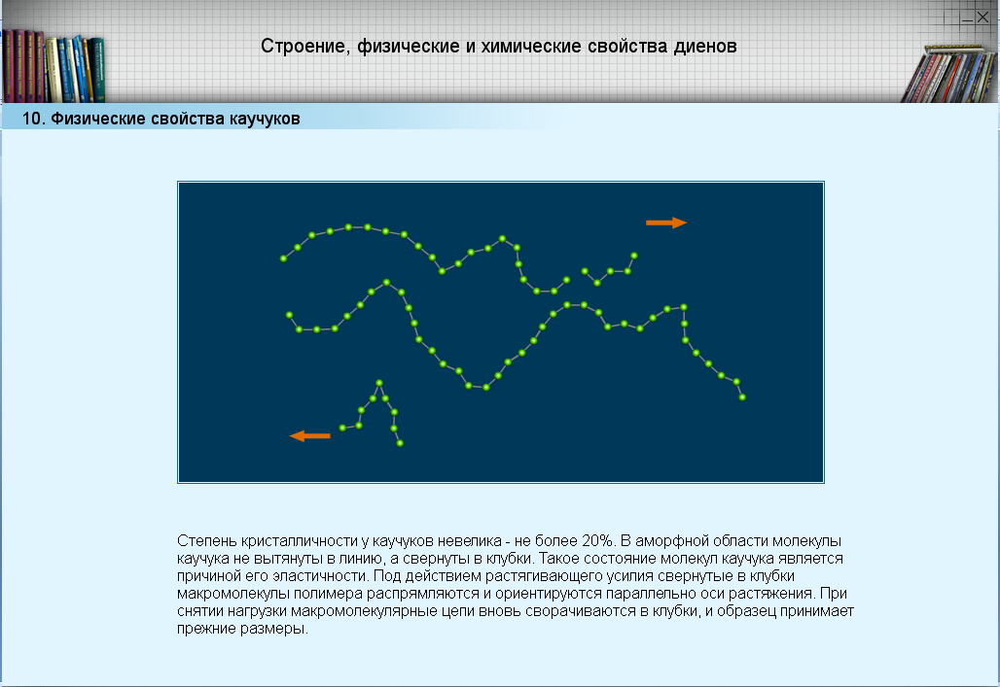 Строение, физические и химические свойства диенов
10. Физические свойства каучуков
Степень кристалличности у каучуков невелика - не более 20%. В аморфной области молекулы
каучука не вытянуты в линию, а свернуты в клубки. Такое состояние молекул каучука является
причиной его эластичности. Под действием растягивающего усилия свернутые в клубки
макромолекулы полимера распрямляются и ориентируются параллельно оси растяжения. При
снятии нагрузки макромолекулярные цепи вновь сворачиваются в клубки, и образец принимает
прежние размеры.